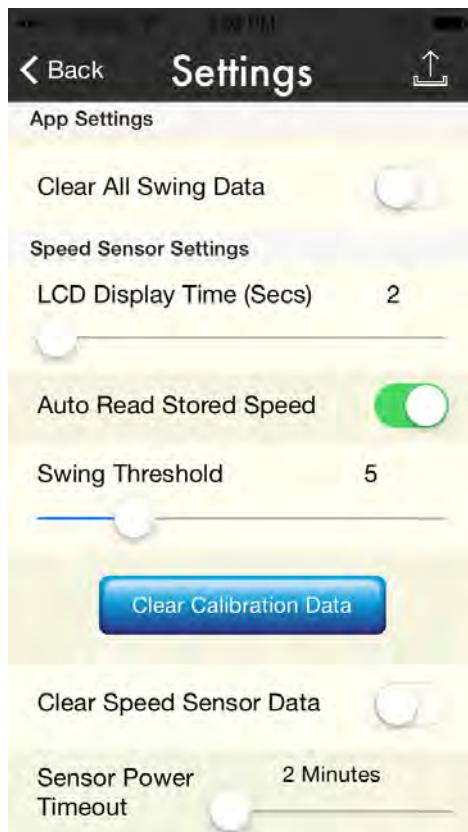 Back Settings
App Settings
Clear All Swing Data
Speed Sensor Settings
LCD Display Time (Secs) 2
Auto Read Stored Speed
Swing Threshold 5
Clear Calibration Data
Clear Speed Sensor Data
Sensor Power 2 Minutes
Timeout